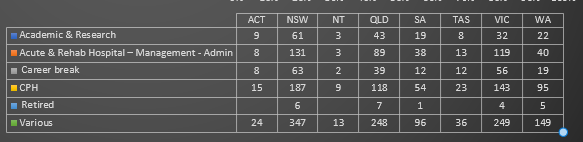 ACT NSW NT QLD SA TAS VIC WA
Academic & Research 9 61 3 43 19 8 32 22
Acute & Rehab Hospital – Management - Admin 8 131 3 89 38 13 119 40
Career break 8 63 2 39 12 12 56 19
CPH 15 187 9 118 54 23 143 95
Retired 6 7 1 4 5
Various 24 347 13 248 96 36 249 149